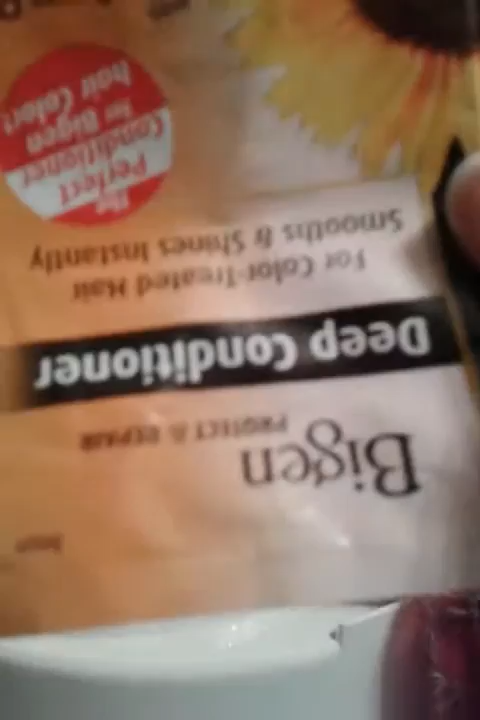 Bigen
PROTECT & REPAIR
Deep Conditioner
For Color-Treated Hair
Smooths & Shines Instantly
The
Perfect
Conditioner
for Bigen
hair Color!